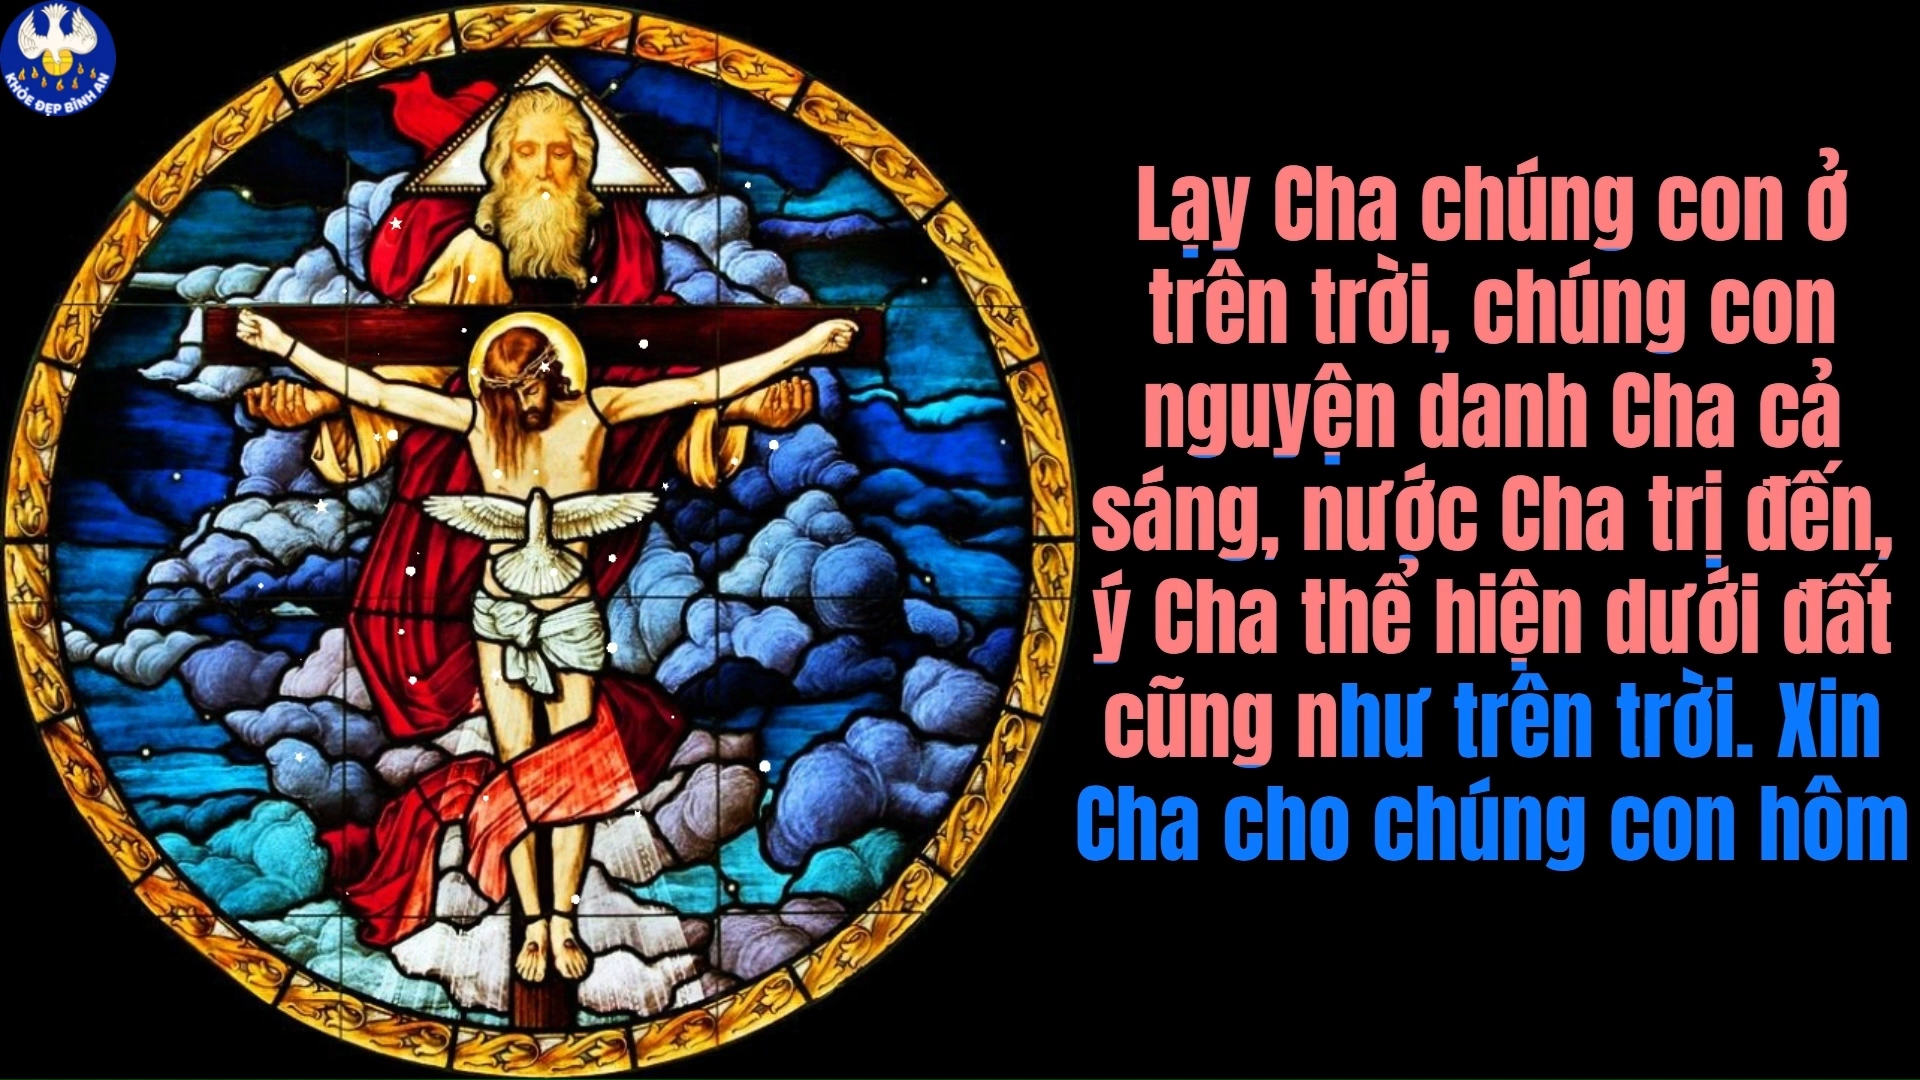 KHỎE ĐẸP BÌNH AN
Lạy Cha chúng con ở
trên trời, chúng con
nguyện danh Cha cả
sáng, nước Cha trị đến,
ý Cha thể hiện dưới đất
cũng như trên trời. Xin
Cha cho chúng con hôm